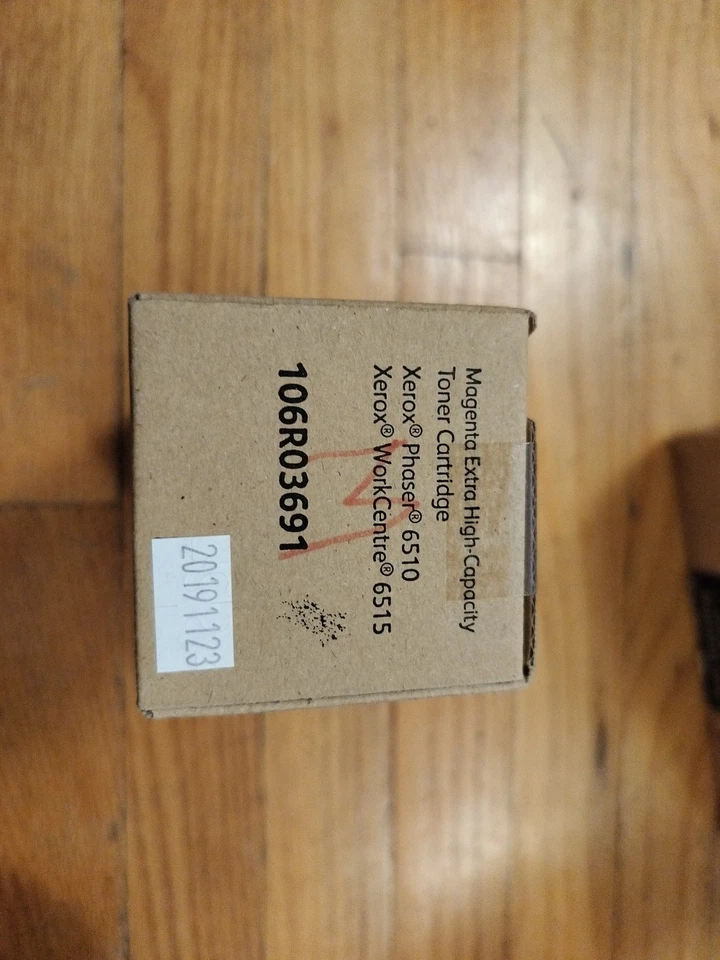 Magenta Extra High-Capacity
Toner Cartridge
Xerox® Phaser® 6510
Xerox® WorkCentre® 6515
M
106R03691
20191123